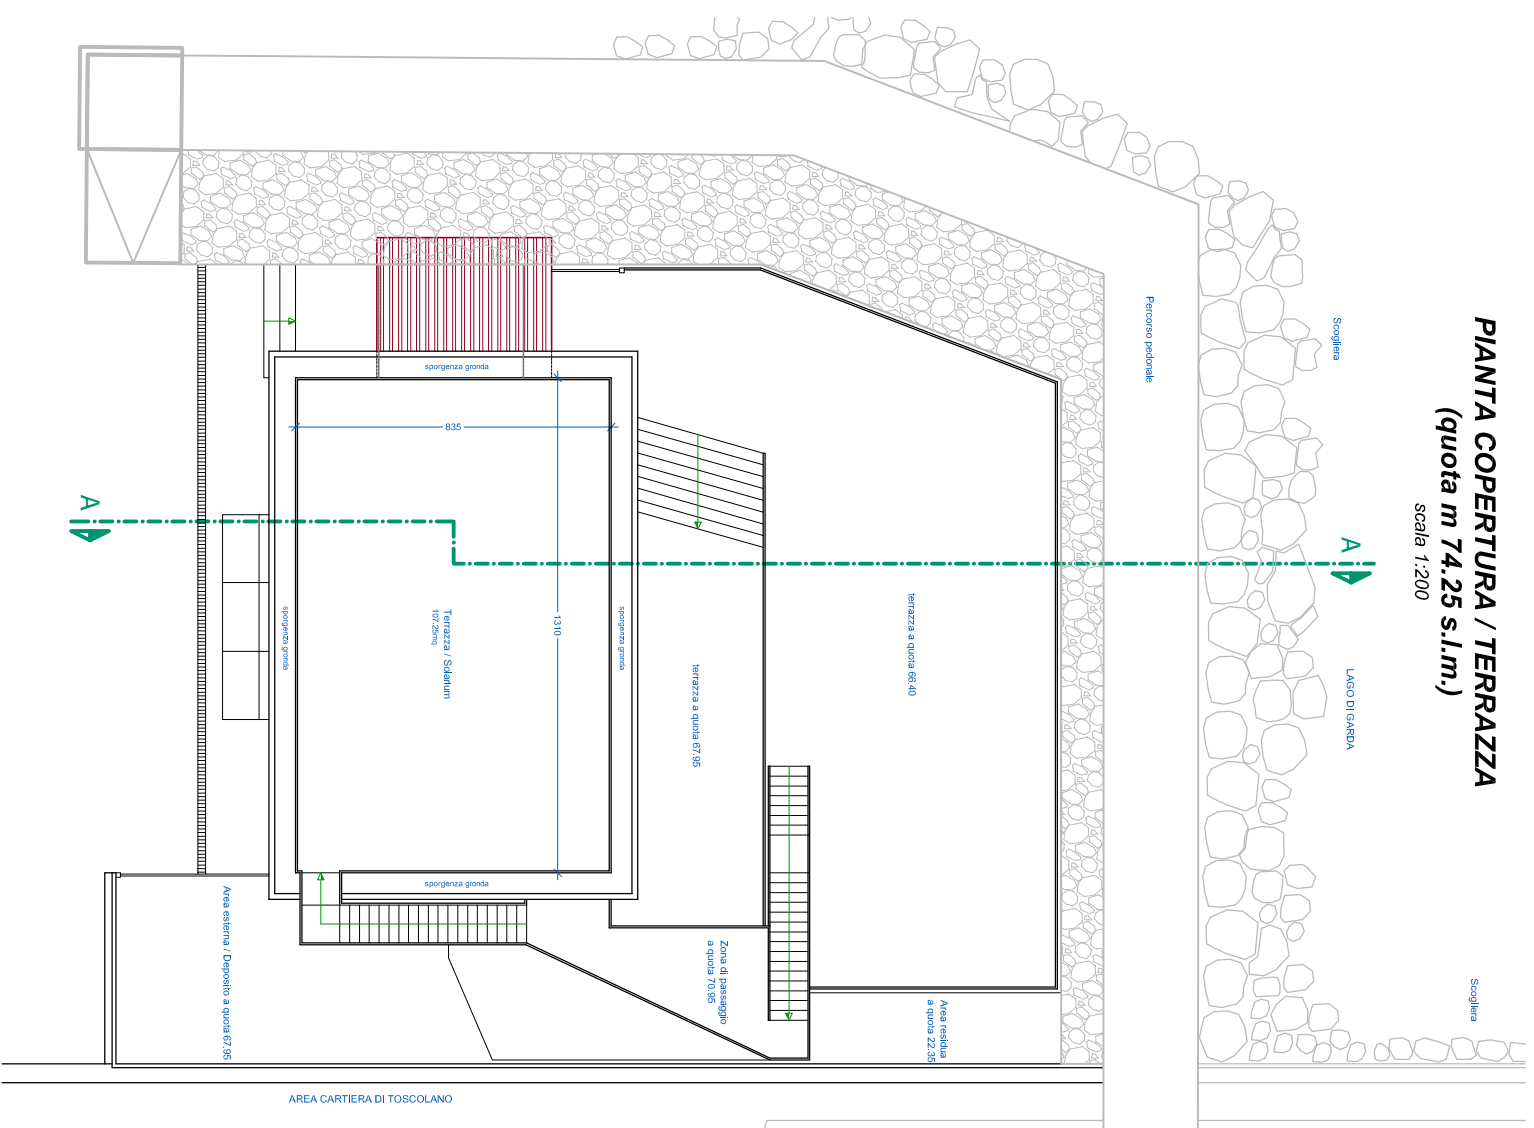 PIANTA COPERTURA / TERRAZZA
(quota m 74.25 s.l.m.)
scala 1:200
Scogliera
Percorso pedonale
sporgenza gronda
835
A
A
1310
sporgenza gronda
sporgenza gronda
Terrazza / Solarium
107.25mq
terrazza a quota 66.40
terrazza a quota 67.95
LAGO DI GARDA
sporgenza gronda
Area esterna / Deposito a quota 67.95
Zona di passaggio
a quota 70.95
Area residua
a quota 22.35
Scogliera
AREA CARTIERA DI TOSCOLANO